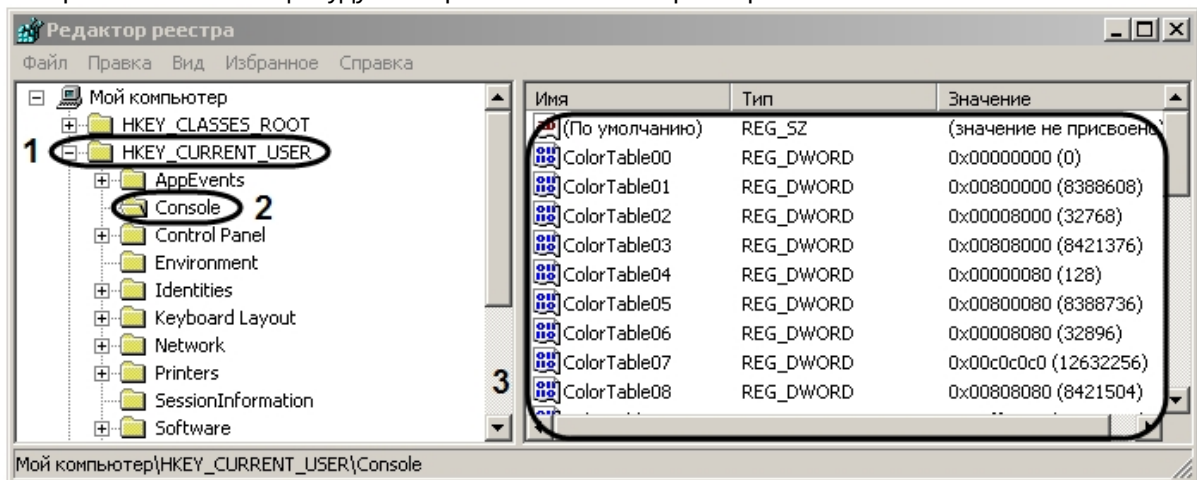 Редактор реестра
Файл Правка Вид Избранное Справка
Мой компьютер
HKEY_CLASSES_ROOT
1 HKEY_CURRENT_USER
AppEvents
Console 2
Control Panel
Environment
Identities
Keyboard Layout
Network
Printers
SessionInformation
Software
3
Имя Тип Значение
(По умолчанию) REG_SZ (значение не присвоено)
ColorTable00 REG_DWORD 0x00000000 (0)
ColorTable01 REG_DWORD 0x00800000 (8388608)
ColorTable02 REG_DWORD 0x00008000 (32768)
ColorTable03 REG_DWORD 0x00808000 (8421376)
ColorTable04 REG_DWORD 0x00000080 (128)
ColorTable05 REG_DWORD 0x00800080 (8388736)
ColorTable06 REG_DWORD 0x00008080 (32896)
ColorTable07 REG_DWORD 0x00c0c0c0 (12632256)
ColorTable08 REG_DWORD 0x00808080 (8421504)
Мой компьютер\HKEY_CURRENT_USER\Console